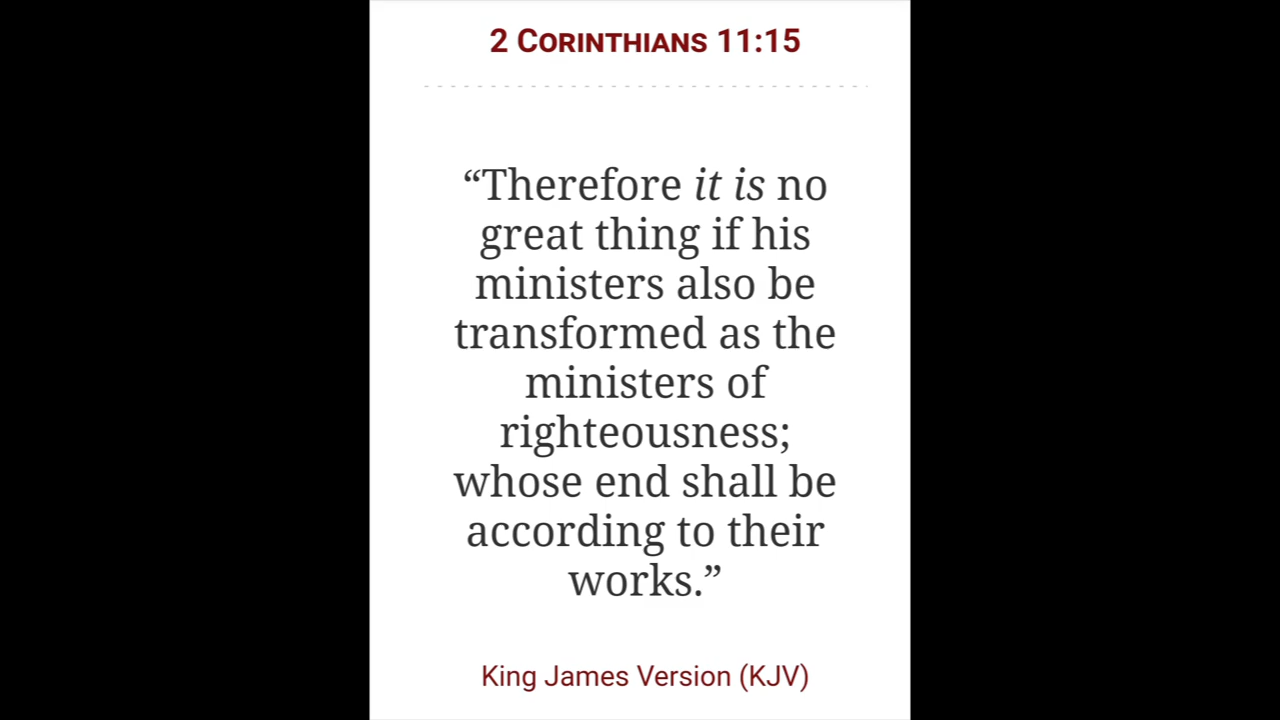 2 Corinthians 11:15
“Therefore it is no
great thing if his
ministers also be
transformed as the
ministers of
righteousness;
whose end shall be
according to their
works.”
King James Version (KJV)